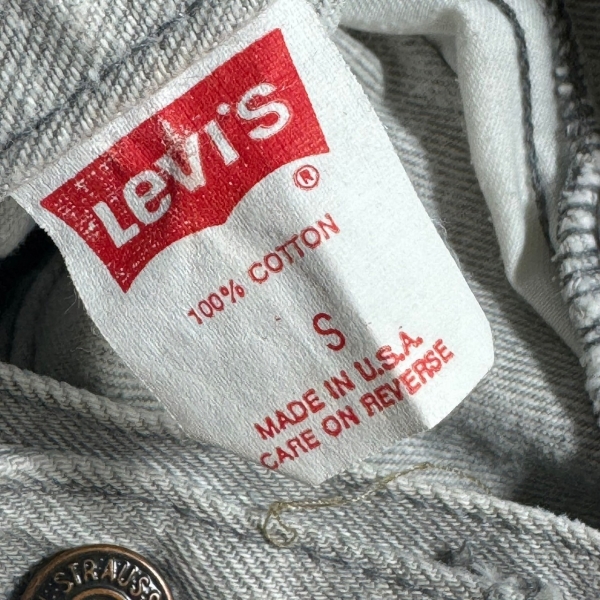 Levi's
®
100% COTTON
S
MADE IN U.S.A.
CARE ON REVERSE
STRAUSS